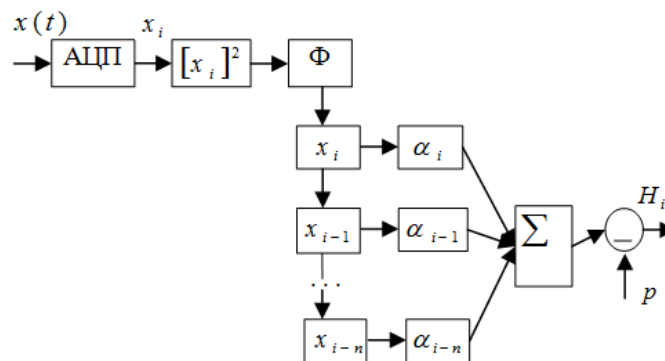 x(t)
x_i
АЦП
[x_i]^2
Ф
x_i
α_i
x_{i-1}
α_{i-1}
Σ
H_i
–
p
...
x_{i-n}
α_{i-n}